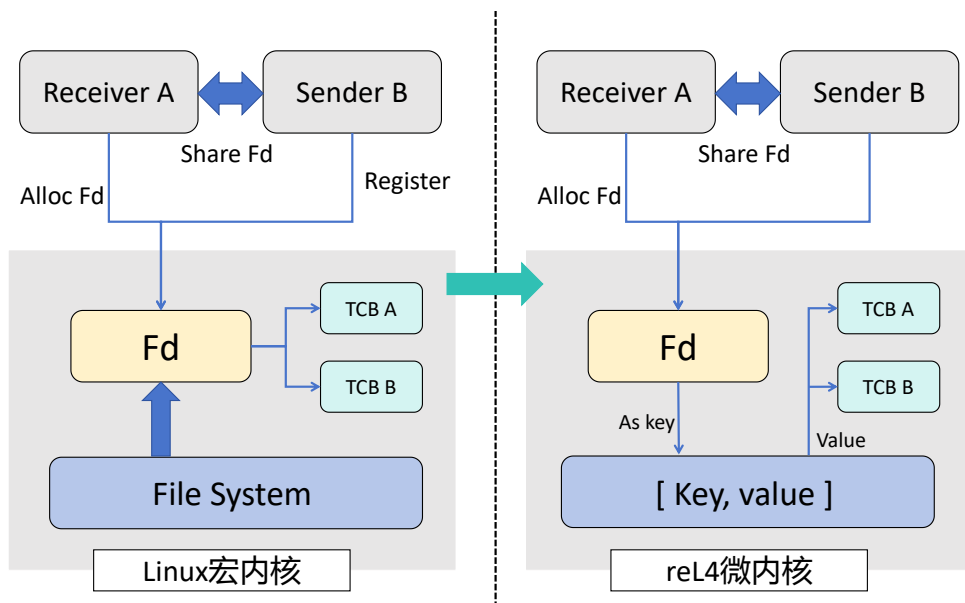 Receiver A
Sender B
Share Fd
Alloc Fd
Register
Fd
TCB A
TCB B
File System
Linux宏内核
Receiver A
Sender B
Share Fd
Alloc Fd
Fd
TCB A
TCB B
As key
Value
[ Key, value ]
reL4微内核